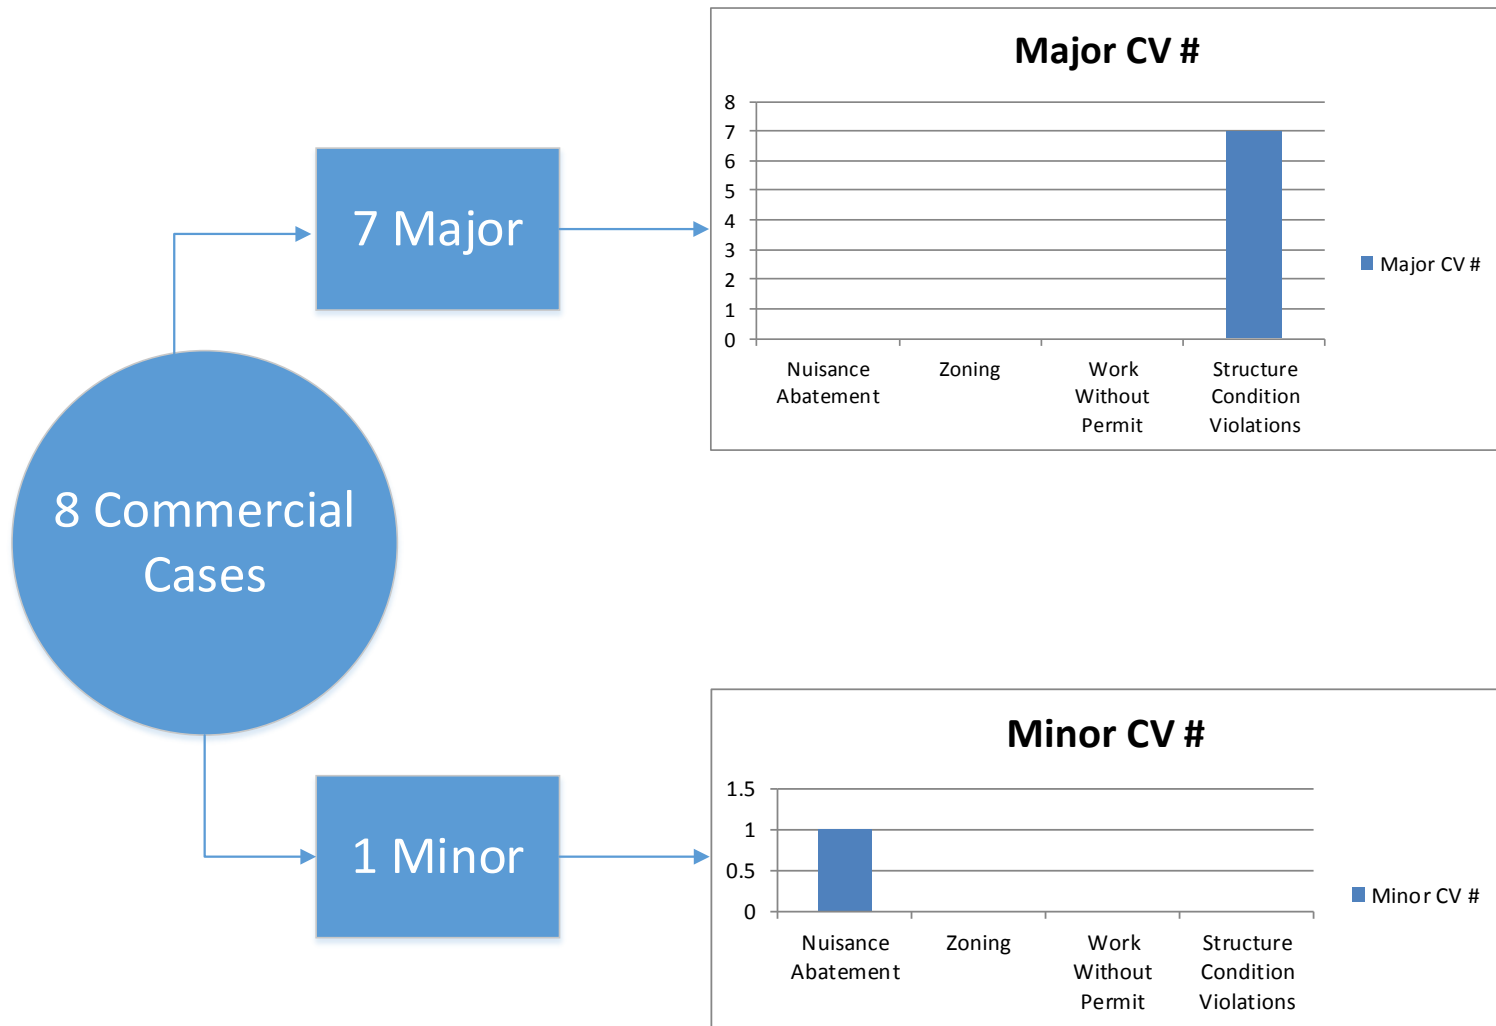 Major CV #
8
7
6
5
4
3
2
1
0
Nuisance
Abatement
Zoning
Work
Without
Permit
Structure
Condition
Violations
Major CV #
7 Major
8 Commercial
Cases
1 Minor
Minor CV #
1.5
1
0.5
0
Nuisance
Abatement
Zoning
Work
Without
Permit
Structure
Condition
Violations
Minor CV #